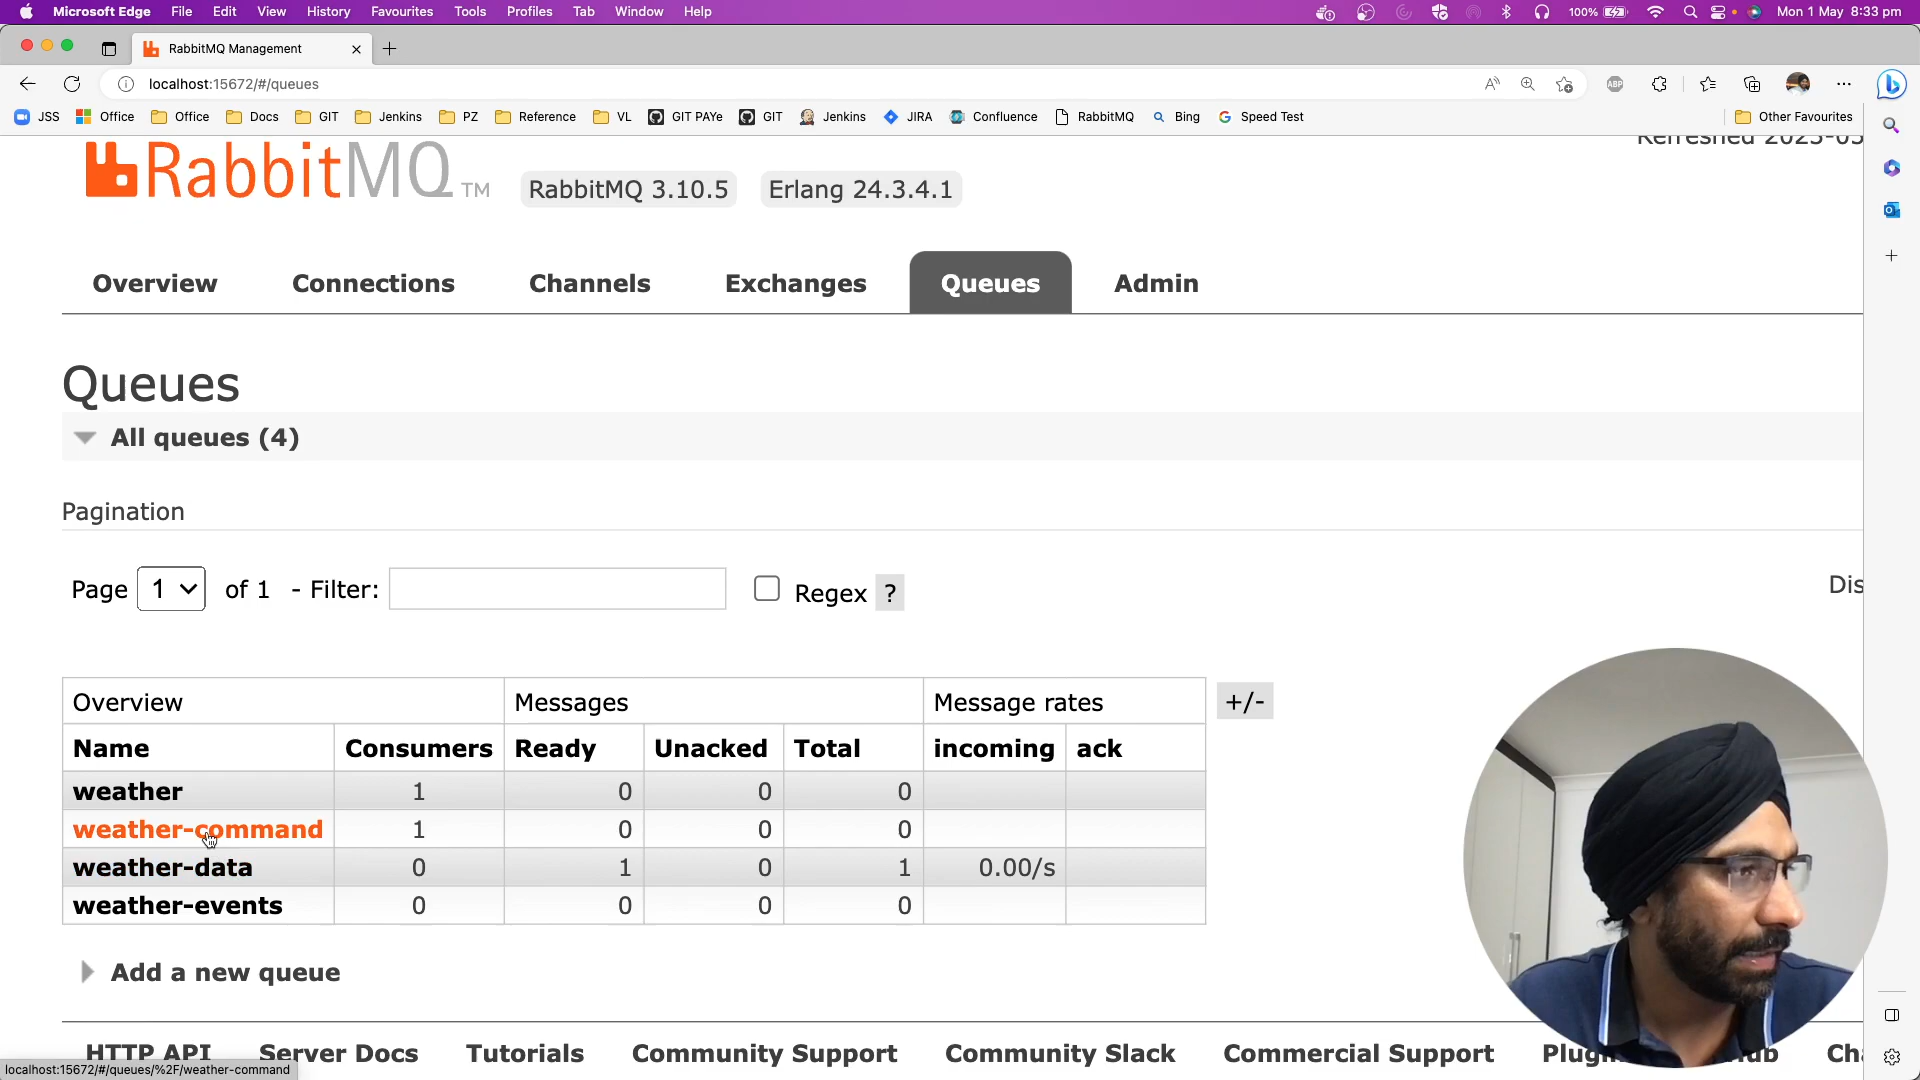 Microsoft Edge File Edit View History Favourites Tools Profiles Tab Window Help 100% Mon 1 May 8:33 pm
RabbitMQ Management
localhost:15672/#/queues
JSS Office Office Docs GIT Jenkins PZ Reference VL GIT PAYe GIT Jenkins JIRA Confluence RabbitMQ Bing Speed Test Other Favourites
RabbitMQ TM RabbitMQ 3.10.5 Erlang 24.3.4.1
Overview Connections Channels Exchanges Queues Admin
Queues
All queues (4)
Pagination
Page 1 of 1 - Filter: Regex ?
Overview Messages Message rates +/-
Name Consumers Ready Unacked Total incoming ack
weather 1 0 0 0
weather-command 1 0 0 0
weather-data 0 1 0 1 0.00/s
weather-events 0 0 0 0
Add a new queue
HTTP API Server Docs Tutorials Community Support Community Slack Commercial Support
localhost:15672/#/queues/%2F/weather-command